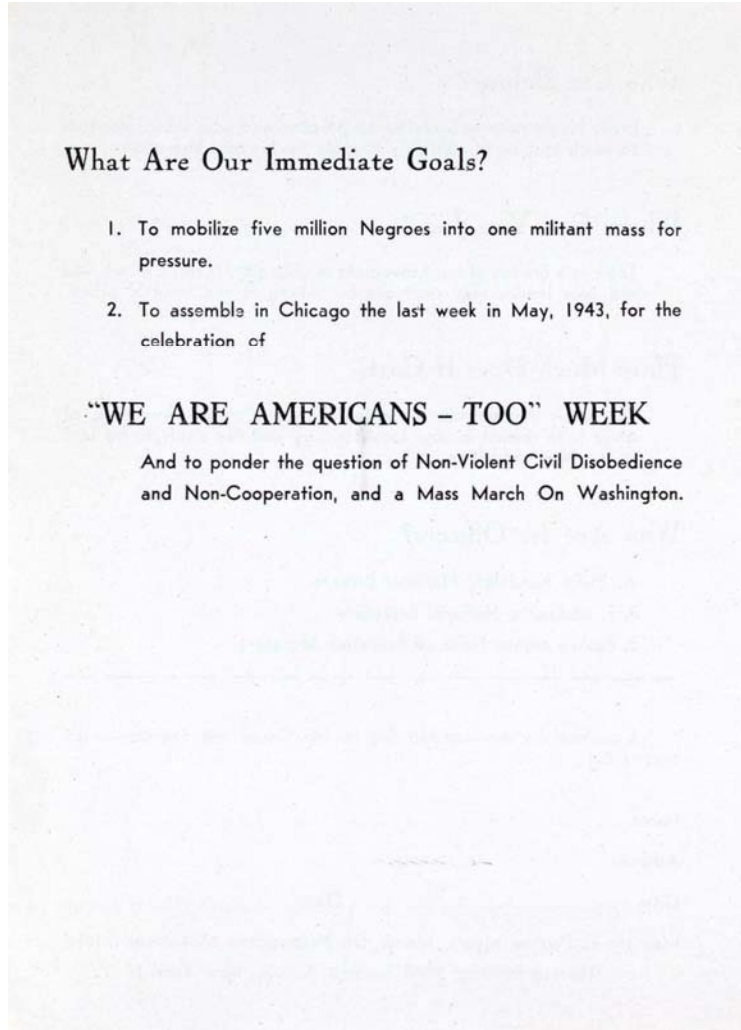 What Are Our Immediate Goals?
1. To mobilize five million Negroes into one militant mass for
pressure.
2. To assemble in Chicago the last week in May, 1943, for the
celebration of
“WE ARE AMERICANS – TOO” WEEK
And to ponder the question of Non-Violent Civil Disobedience
and Non-Cooperation, and a Mass March On Washington.